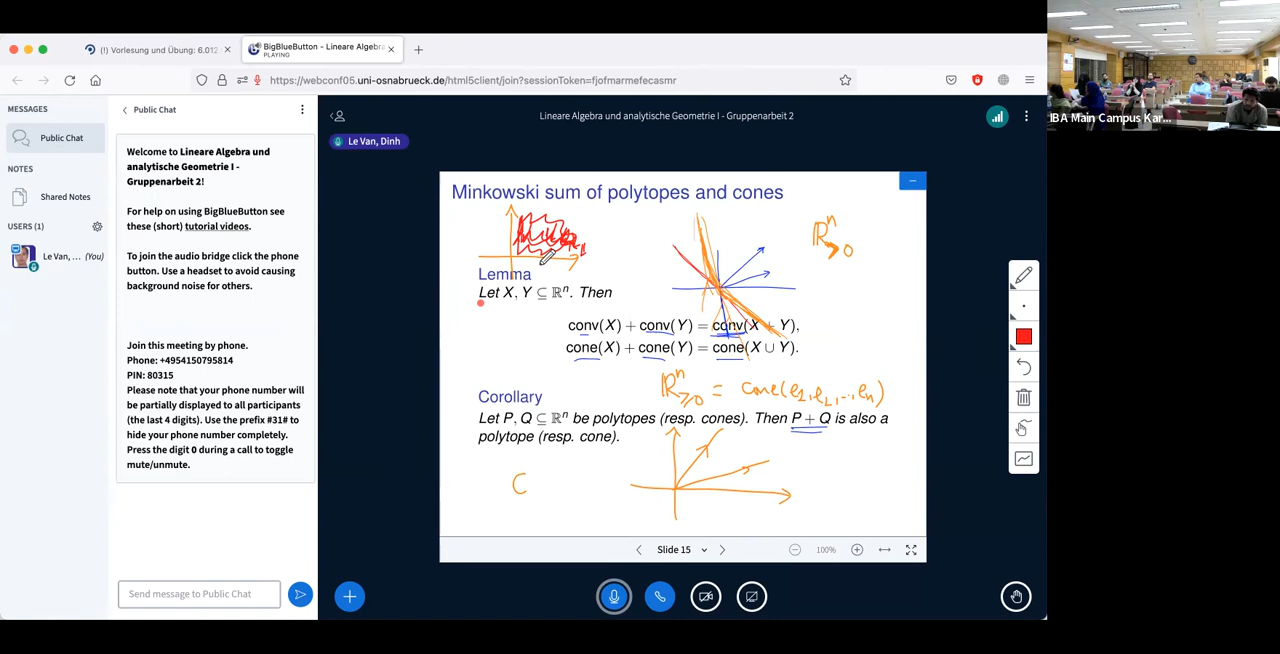 (!) Vorlesung und Übung: 6.012
BigBlueButton - Lineare Algebra
PLAYING
https://webconf05.uni-osnabrueck.de/html5client/join?sessionToken=fjofmarmefecasmr
IBA Main Campus Kar...
MESSAGES
Public Chat
NOTES
Shared Notes
USERS (1)
Le Van, ... (You)
Public Chat
Welcome to Lineare Algebra und
analytische Geometrie I -
Gruppenarbeit 2!
For help on using BigBlueButton see
these (short) tutorial videos.
To join the audio bridge click the phone
button. Use a headset to avoid causing
background noise for others.
Join this meeting by phone.
Phone: +4954150795814
PIN: 80315
Please note that your phone number will
be partially displayed to all participants
(the last 4 digits). Use the prefix #31# to
hide your phone number completely.
Press the digit 0 during a call to toggle
mute/unmute.
Send message to Public Chat
Lineare Algebra und analytische Geometrie I - Gruppenarbeit 2
Le Van, Dinh
Minkowski sum of polytopes and cones
ℝⁿ≥0
Lemma
Let X, Y ⊆ ℝⁿ. Then
conv(X) + conv(Y) = conv(X + Y),
cone(X) + cone(Y) = cone(X ∪ Y).
ℝⁿ≥0 = cone(e1, e2, .., en)
Corollary
Let P, Q ⊆ ℝⁿ be polytopes (resp. cones). Then P + Q is also a
polytope (resp. cone).
C
Slide 15
100%